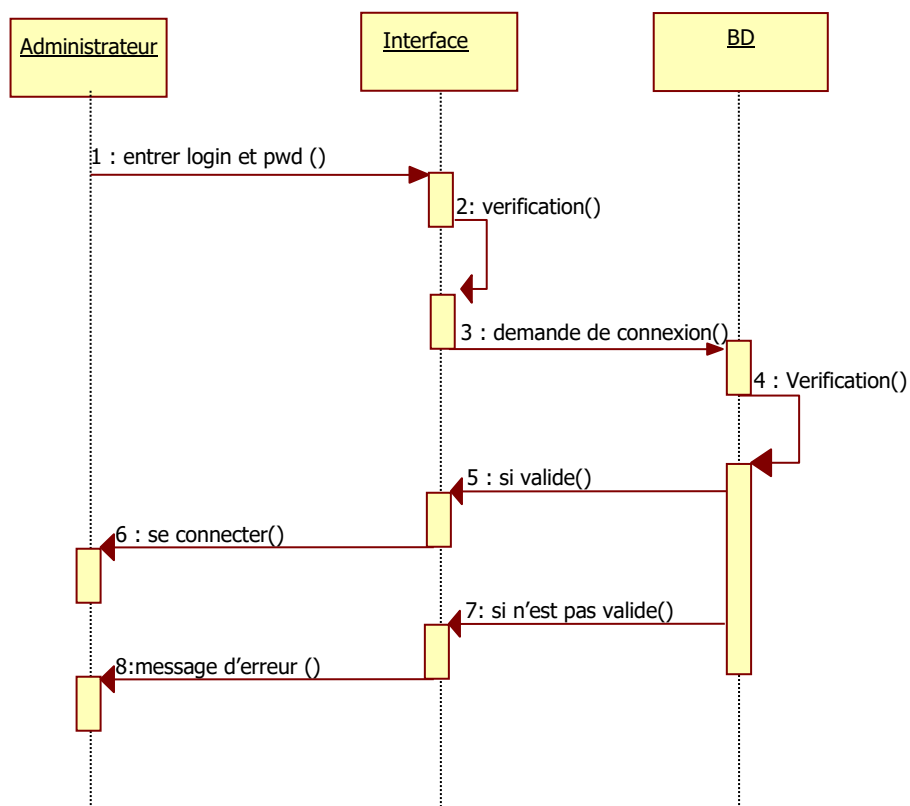 Administrateur
Interface
BD
1 : entrer login et pwd ()
2: verification()
3 : demande de connexion()
4 : Verification()
5 : si valide()
6 : se connecter()
7: si n’est pas valide()
8:message d’erreur ()